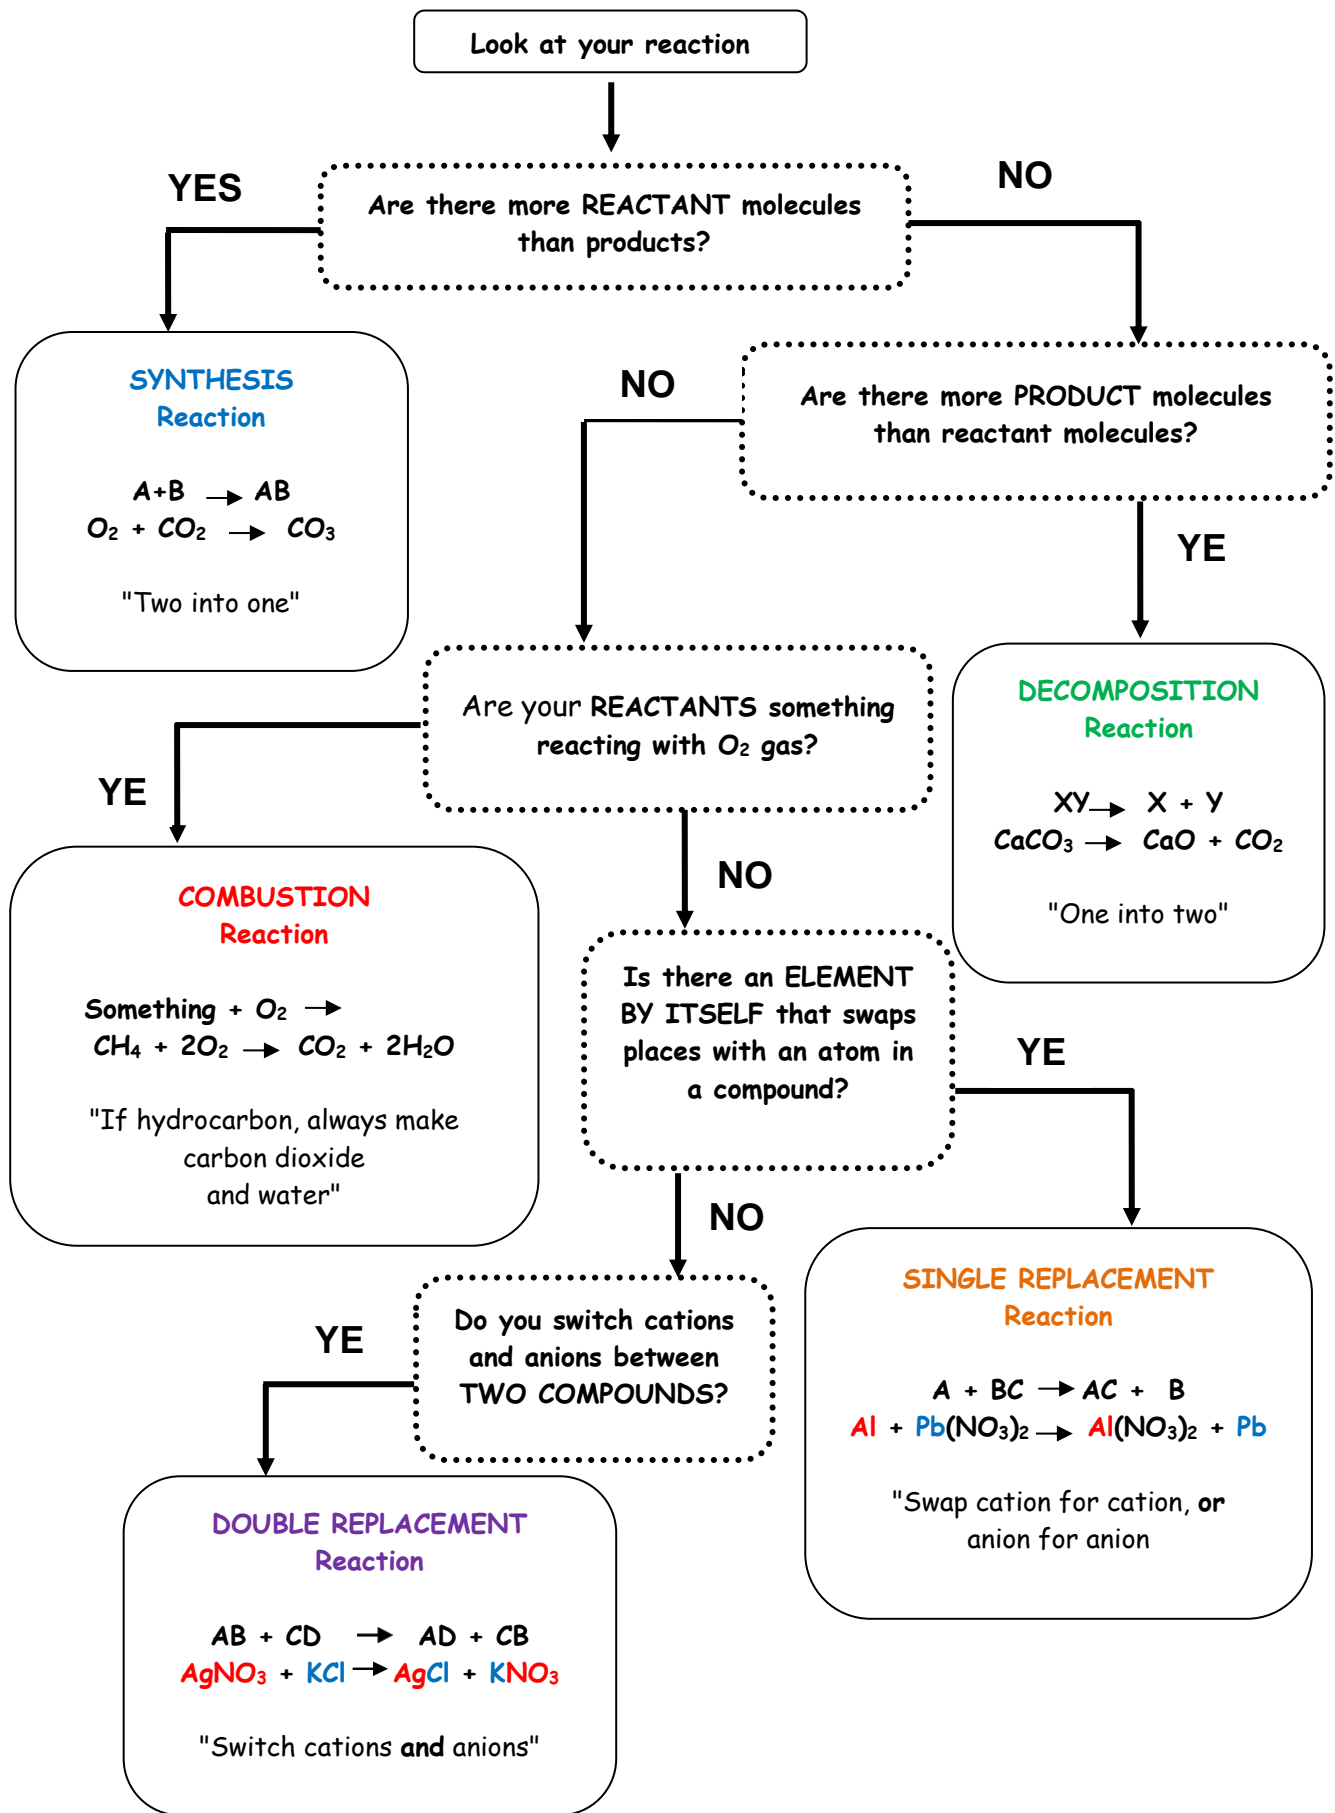 Look at your reaction
YES
NO
Are there more REACTANT molecules
than products?
SYNTHESIS
Reaction
A+B → AB
O₂ + CO₂ → CO₃
"Two into one"
NO
Are there more PRODUCT molecules
than reactant molecules?
YE
Are your REACTANTS something
reacting with O₂ gas?
DECOMPOSITION
Reaction
XY → X + Y
CaCO₃ → CaO + CO₂
"One into two"
YE
NO
COMBUSTION
Reaction
Something + O₂ →
CH₄ + 2O₂ → CO₂ + 2H₂O
"If hydrocarbon, always make
carbon dioxide
and water"
Is there an ELEMENT
BY ITSELF that swaps
places with an atom in
a compound?
YE
NO
SINGLE REPLACEMENT
Reaction
A + BC → AC + B
Al + Pb(NO₃)₂ → Al(NO₃)₂ + Pb
"Swap cation for cation, or
anion for anion
Do you switch cations
and anions between
TWO COMPOUNDS?
YE
DOUBLE REPLACEMENT
Reaction
AB + CD → AD + CB
AgNO₃ + KCl → AgCl + KNO₃
"Switch cations and anions"